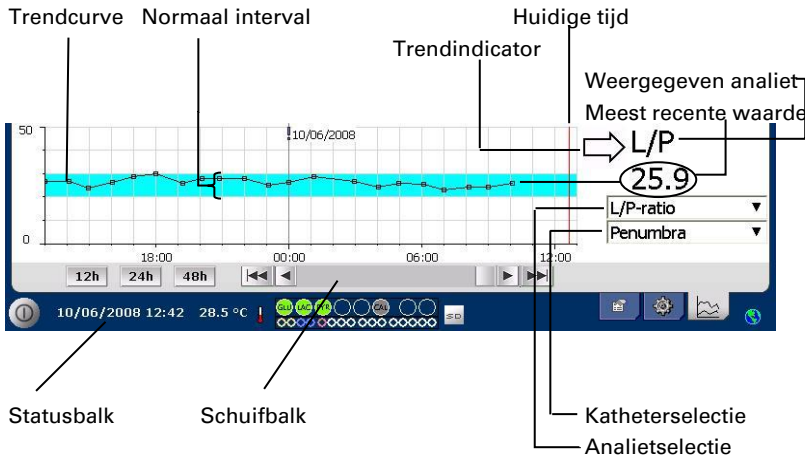 Trendcurve Normaal interval Huidige tijd
Trendindicator
Weergegeven analiet
Meest recente waarde
50
10/06/2008
L/P
25.9
L/P-ratio
Penumbra
0
18:00 00:00 06:00 12:00
12h 24h 48h
10/06/2008 12:42 28.5 °C GLU LAC PYR CAL SD
Statusbalk Schuifbalk Katheterselectie
Analietselectie